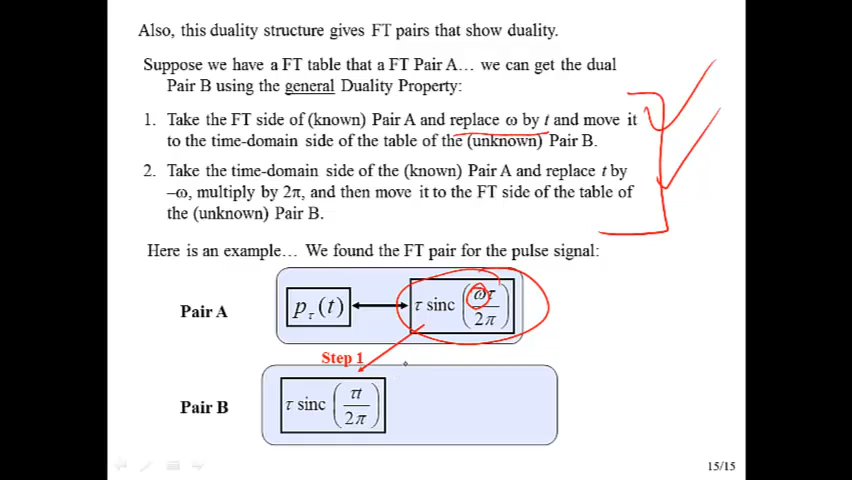 Also, this duality structure gives FT pairs that show duality.
Suppose we have a FT table that a FT Pair A… we can get the dual
Pair B using the general Duality Property:
1. Take the FT side of (known) Pair A and replace ω by t and move it
to the time-domain side of the table of the (unknown) Pair B.
2. Take the time-domain side of the (known) Pair A and replace t by
–ω, multiply by 2π, and then move it to the FT side of the table of
the (unknown) Pair B.
Here is an example… We found the FT pair for the pulse signal:
Pair A
p_τ(t)
τ sinc (ωτ/2π)
Step 1
Pair B
τ sinc (τt/2π)
15/15